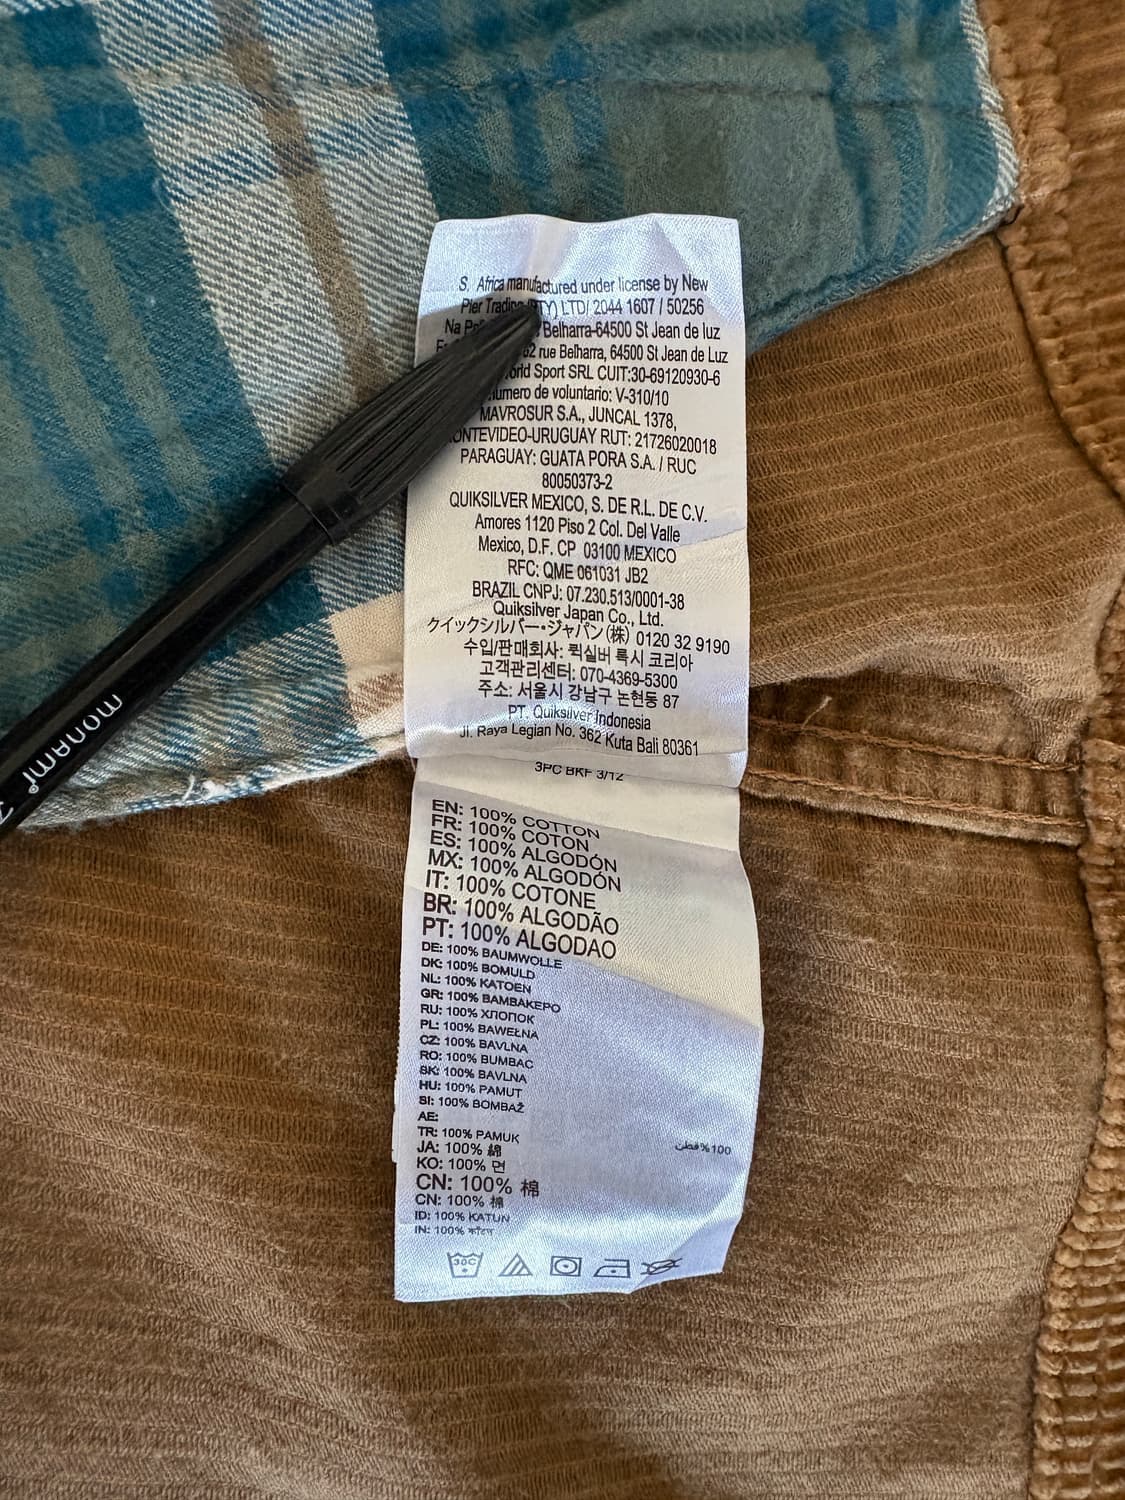 S. Africa manufactured under license by New
Pier Trading (PTY) LTD/ 2044 1607 / 50256
Na Belharra-64500 St Jean de luz
62 rue Belharra, 64500 St Jean de Luz
World Sport SRL CUIT:30-69120930-6
numero de voluntario: V-310/10
MAVROSUR S.A., JUNCAL 1378,
MONTEVIDEO-URUGUAY RUT: 21726020018
PARAGUAY: GUATA PORA S.A. / RUC
80050373-2
QUIKSILVER MEXICO, S. DE R.L. DE C.V.
Amores 1120 Piso 2 Col. Del Valle
Mexico, D.F. CP 03100 MEXICO
RFC: QME 061031 JB2
BRAZIL CNPJ: 07.230.513/0001-38
Quiksilver Japan Co., Ltd.
クイックシルバー・ジャパン(株) 0120 32 9190
수입/판매회사: 퀵실버 록시 코리아
고객관리센터: 070-4369-5300
주소: 서울시 강남구 논현동 87
PT. Quiksilver Indonesia
Jl. Raya Legian No. 362 Kuta Bali 80361
3PC BKF 3/12
EN: 100% COTTON
FR: 100% COTON
ES: 100% ALGODÓN
MX: 100% ALGODÓN
IT: 100% COTONE
BR: 100% ALGODÃO
PT: 100% ALGODAO
DE: 100% BAUMWOLLE
DK: 100% BOMULD
NL: 100% KATOEN
GR: 100% ΒΑΜΒΑΚΕΡΟ
RU: 100% ХЛОПОК
PL: 100% BAWEŁNA
CZ: 100% BAVLNA
RO: 100% BUMBAC
SK: 100% BAVLNA
HU: 100% PAMUT
SI: 100% BOMBAŽ
AE:
100% قطن
TR: 100% PAMUK
JA: 100% 綿
KO: 100% 면
CN: 100% 棉
CN: 100% 棉
ID: 100% KATUN
IN: 100%
30C
monami